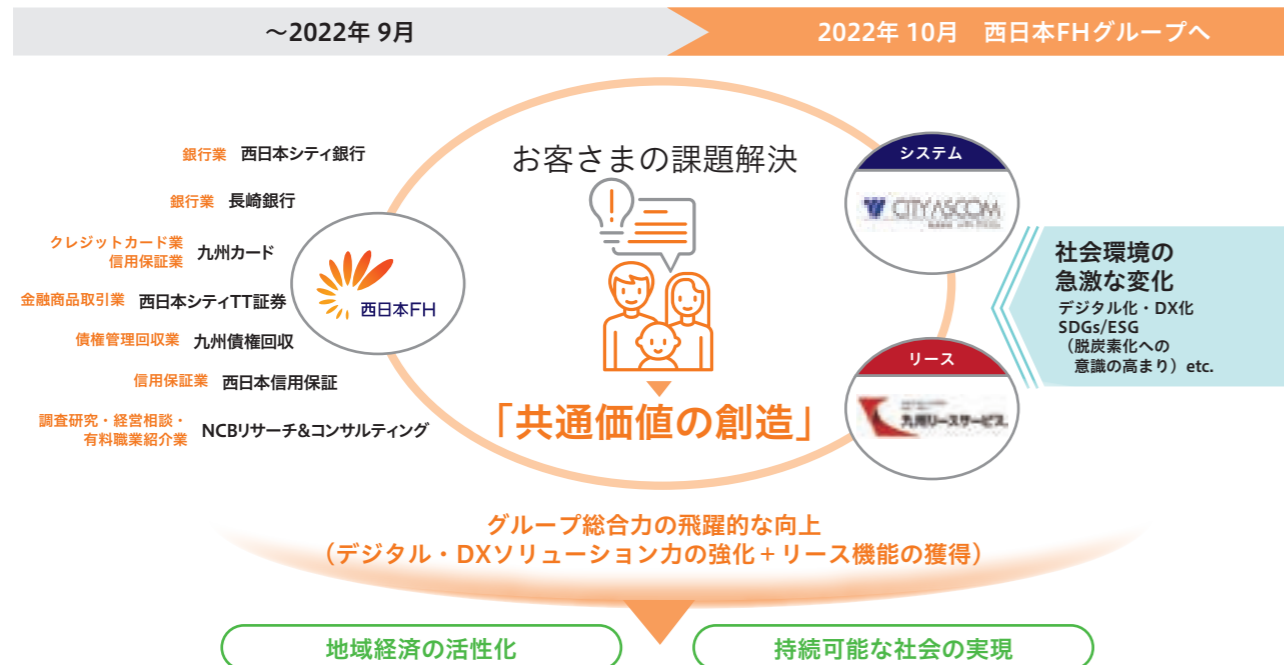 ～2022年 9月
2022年 10月　西日本FHグループへ
銀行業 西日本シティ銀行
銀行業 長崎銀行
クレジットカード業
信用保証業
九州カード
金融商品取引業 西日本シティTT証券
債権管理回収業 九州債権回収
信用保証業 西日本信用保証
調査研究・経営相談・
有料職業紹介業
NCBリサーチ&コンサルティング
西日本FH
お客さまの課題解決
「共通価値の創造」
システム
CITY ASCOM
リース
九州リースサービス
社会環境の
急激な変化
デジタル化・DX化
SDGs/ESG
（脱炭素化への
意識の高まり）etc.
グループ総合力の飛躍的な向上
（デジタル・DXソリューション力の強化＋リース機能の獲得）
地域経済の活性化
持続可能な社会の実現